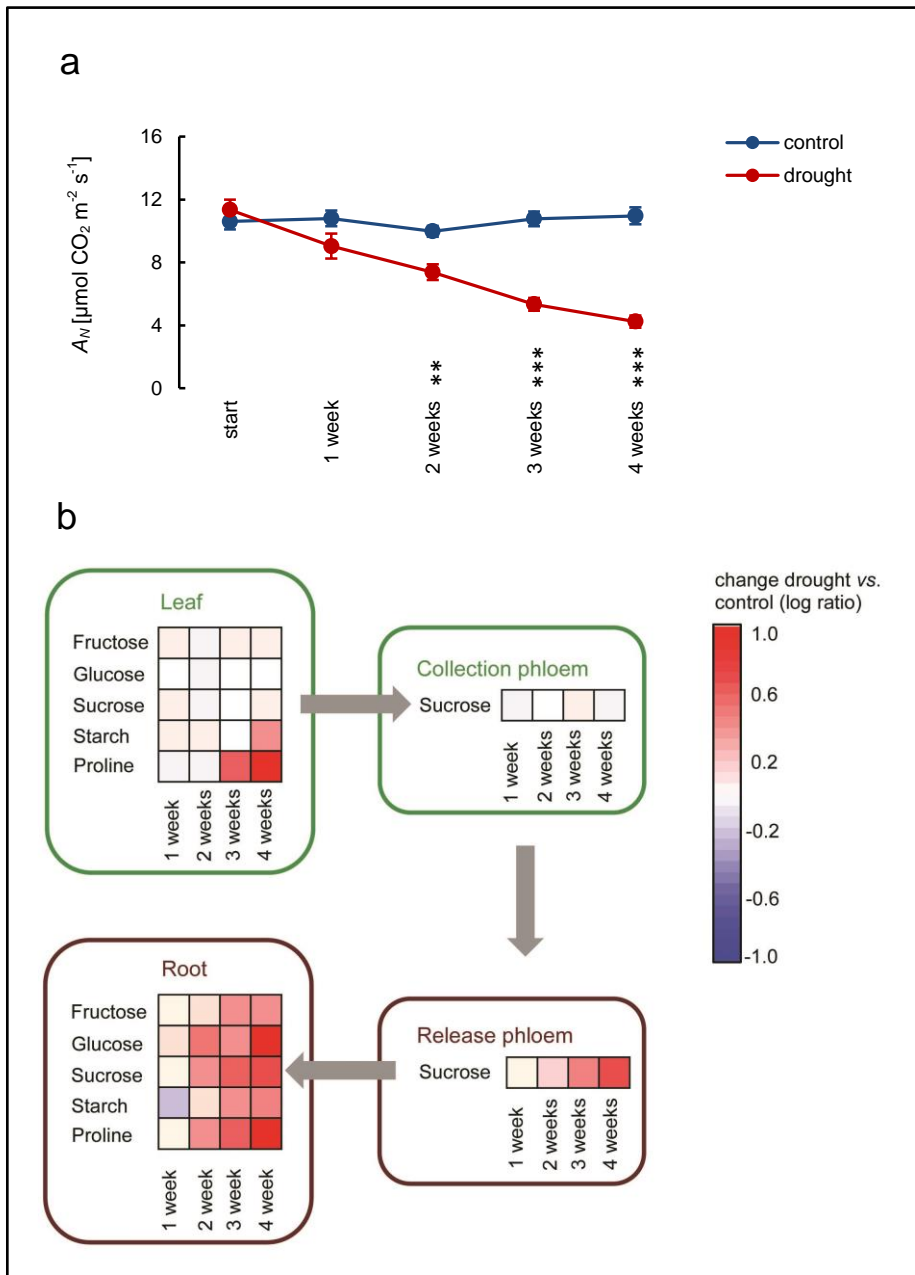 a
16
12
8
4
0
A_N [µmol CO₂ m⁻² s⁻¹]
start
1 week
2 weeks **
3 weeks ***
4 weeks ***
control
drought
b
Leaf
Fructose
Glucose
Sucrose
Starch
Proline
1 week
2 weeks
3 weeks
4 weeks
Collection phloem
Sucrose
1 week
2 weeks
3 weeks
4 weeks
change drought vs.
control (log ratio)
1.0
0.6
0.2
-0.2
-0.6
-1.0
Root
Fructose
Glucose
Sucrose
Starch
Proline
1 week
2 week
3 week
4 week
Release phloem
Sucrose
1 week
2 weeks
3 weeks
4 weeks